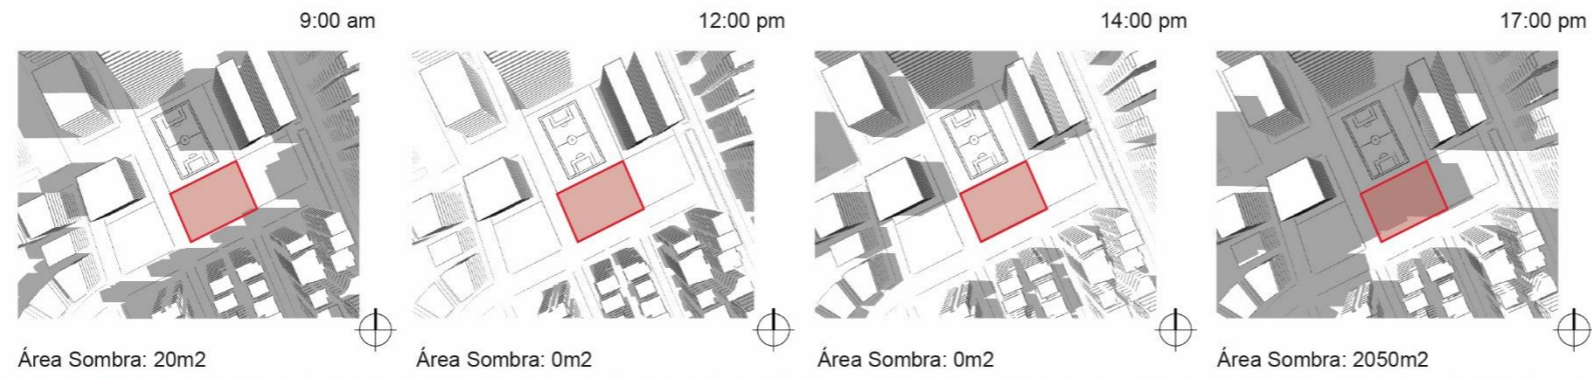 9:00 am
12:00 pm
14:00 pm
17:00 pm
Área Sombra: 20m2
Área Sombra: 0m2
Área Sombra: 0m2
Área Sombra: 2050m2